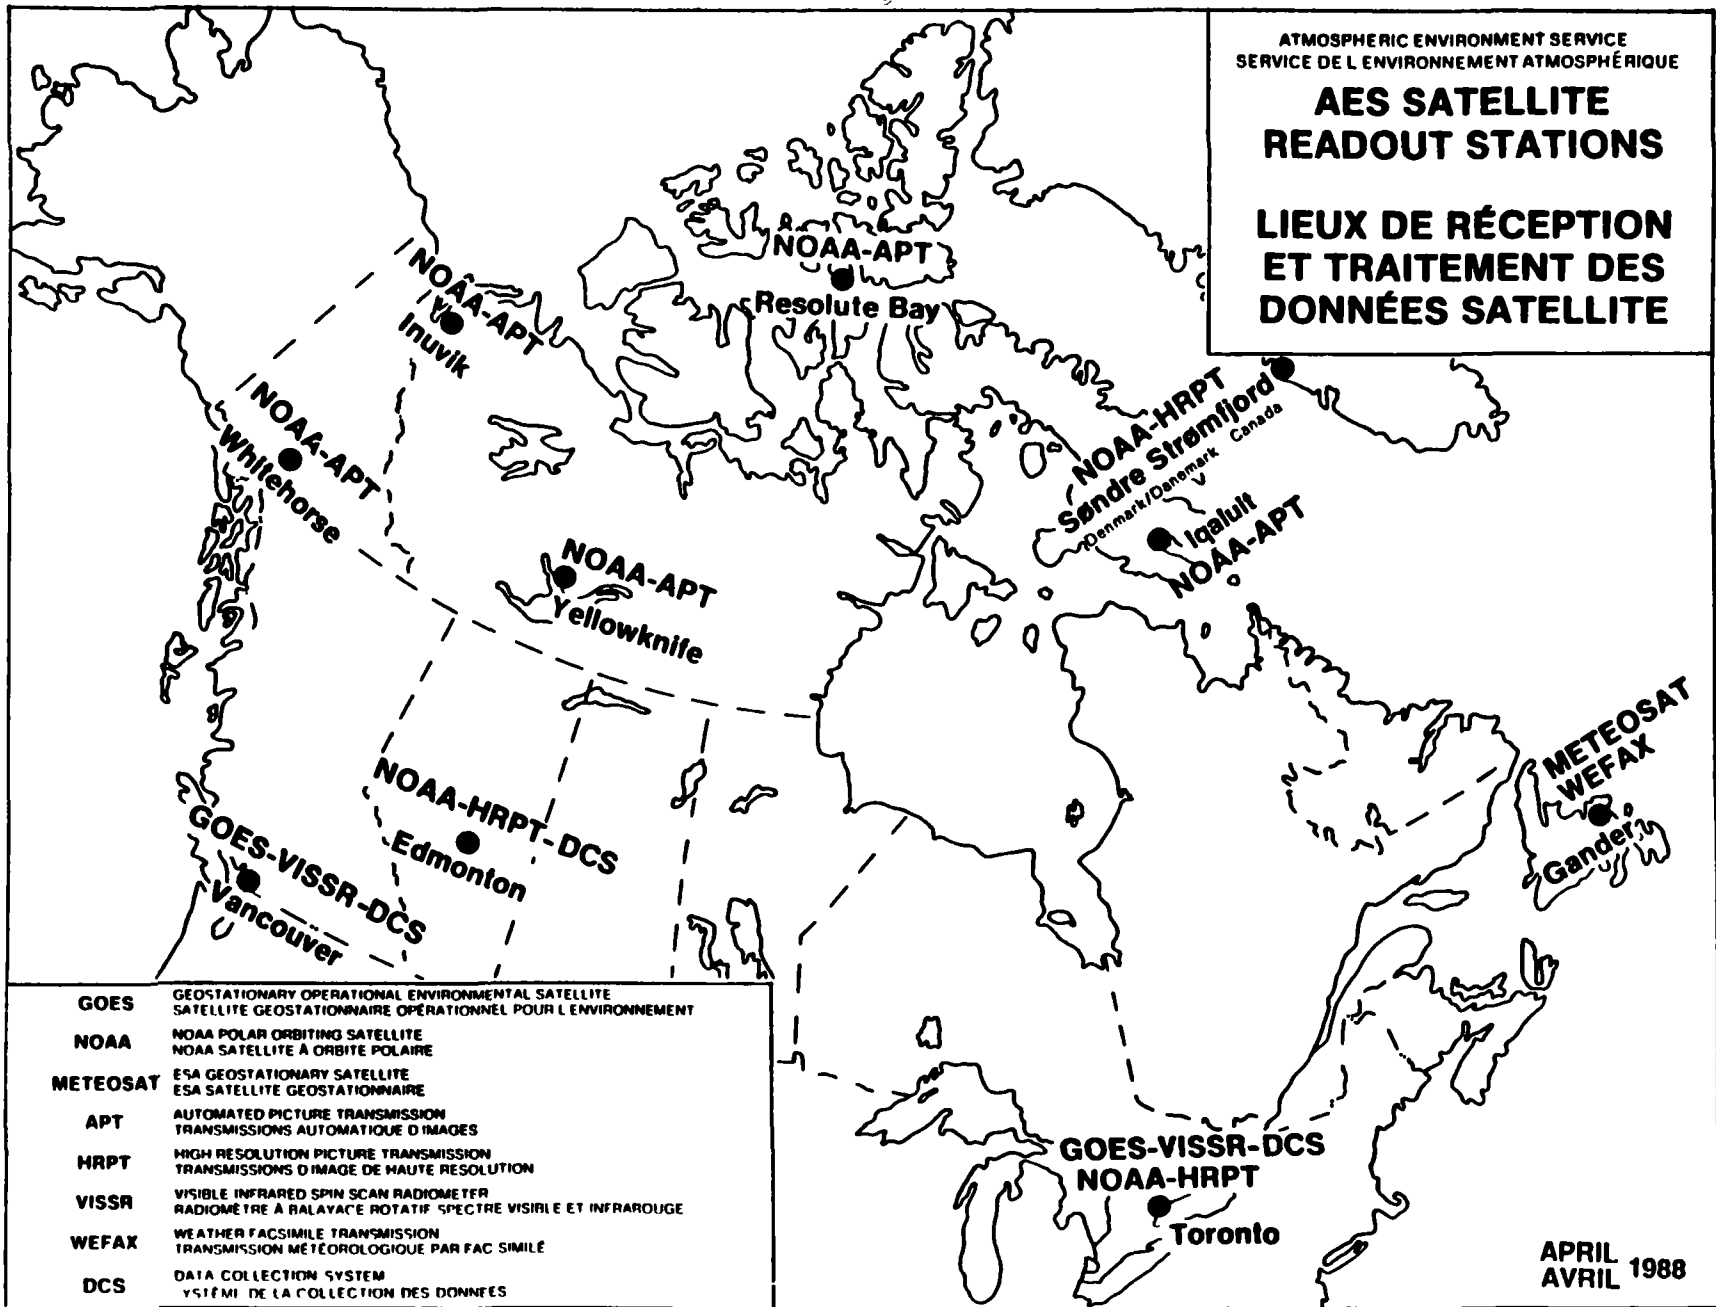 ATMOSPHERIC ENVIRONMENT SERVICE
SERVICE DE L ENVIRONNEMENT ATMOSPHÉRIQUE
AES SATELLITE
READOUT STATIONS
LIEUX DE RÉCEPTION
ET TRAITEMENT DES
DONNÉES SATELLITE
NOAA-APT
Resolute Bay
NOAA-APT
Inuvik
NOAA-APT
Whitehorse
NOAA-HRPT
Søndre Strømfjord
Denmark/Danemark Canada
Iqaluit
NOAA-APT
NOAA-APT
Yellowknife
METEOSAT
WEFAX
Gander
NOAA-HRPT-DCS
Edmonton
GOES-VISSR-DCS
Vancouver
GOES-VISSR-DCS
NOAA-HRPT
Toronto
GOES GEOSTATIONARY OPERATIONAL ENVIRONMENTAL SATELLITE
SATELLITE GEOSTATIONNAIRE OPÉRATIONNEL POUR L ENVIRONNEMENT
NOAA NOAA POLAR ORBITING SATELLITE
NOAA SATELLITE À ORBITE POLAIRE
METEOSAT ESA GEOSTATIONARY SATELLITE
ESA SATELLITE GEOSTATIONNAIRE
APT AUTOMATED PICTURE TRANSMISSION
TRANSMISSIONS AUTOMATIQUE D IMAGES
HRPT HIGH RESOLUTION PICTURE TRANSMISSION
TRANSMISSIONS D IMAGE DE HAUTE RESOLUTION
VISSR VISIBLE INFRARED SPIN SCAN RADIOMETER
RADIOMÈTRE À BALAYAGE ROTATIF SPECTRE VISIBLE ET INFRAROUGE
WEFAX WEATHER FACSIMILE TRANSMISSION
TRANSMISSION MÉTÉOROLOGIQUE PAR FAC SIMILÉ
DCS DATA COLLECTION SYSTEM
YSTÈME DE LA COLLECTION DES DONNEES
APRIL
AVRIL 1988